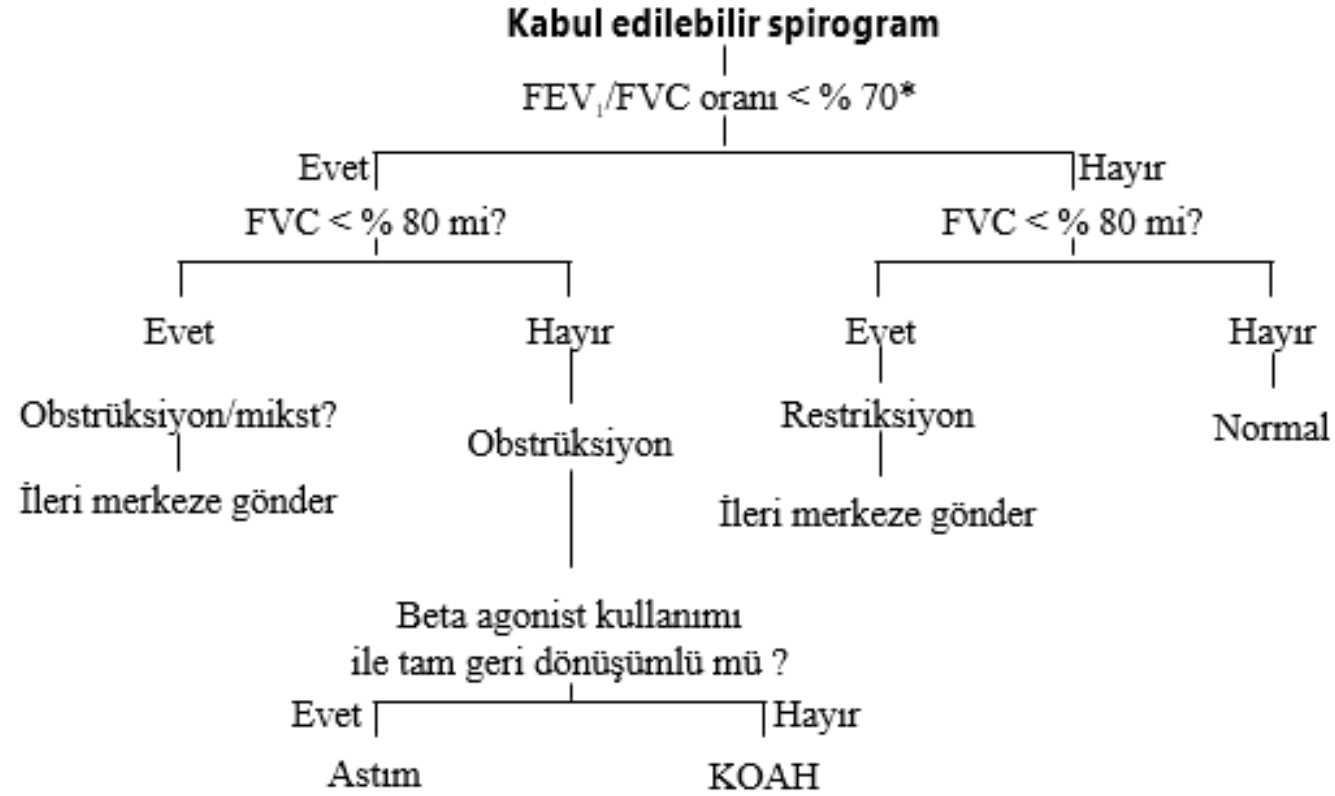 Kabul edilebilir spirogram
FEV₁/FVC oranı < % 70*
Evet
Hayır
FVC < % 80 mi?
FVC < % 80 mi?
Evet
Hayır
Evet
Hayır
Obstrüksiyon/mikst?
Obstrüksiyon
Restriksiyon
Normal
İleri merkeze gönder
İleri merkeze gönder
Beta agonist kullanımı
ile tam geri dönüşümlü mü ?
Evet
Hayır
Astım
KOAH